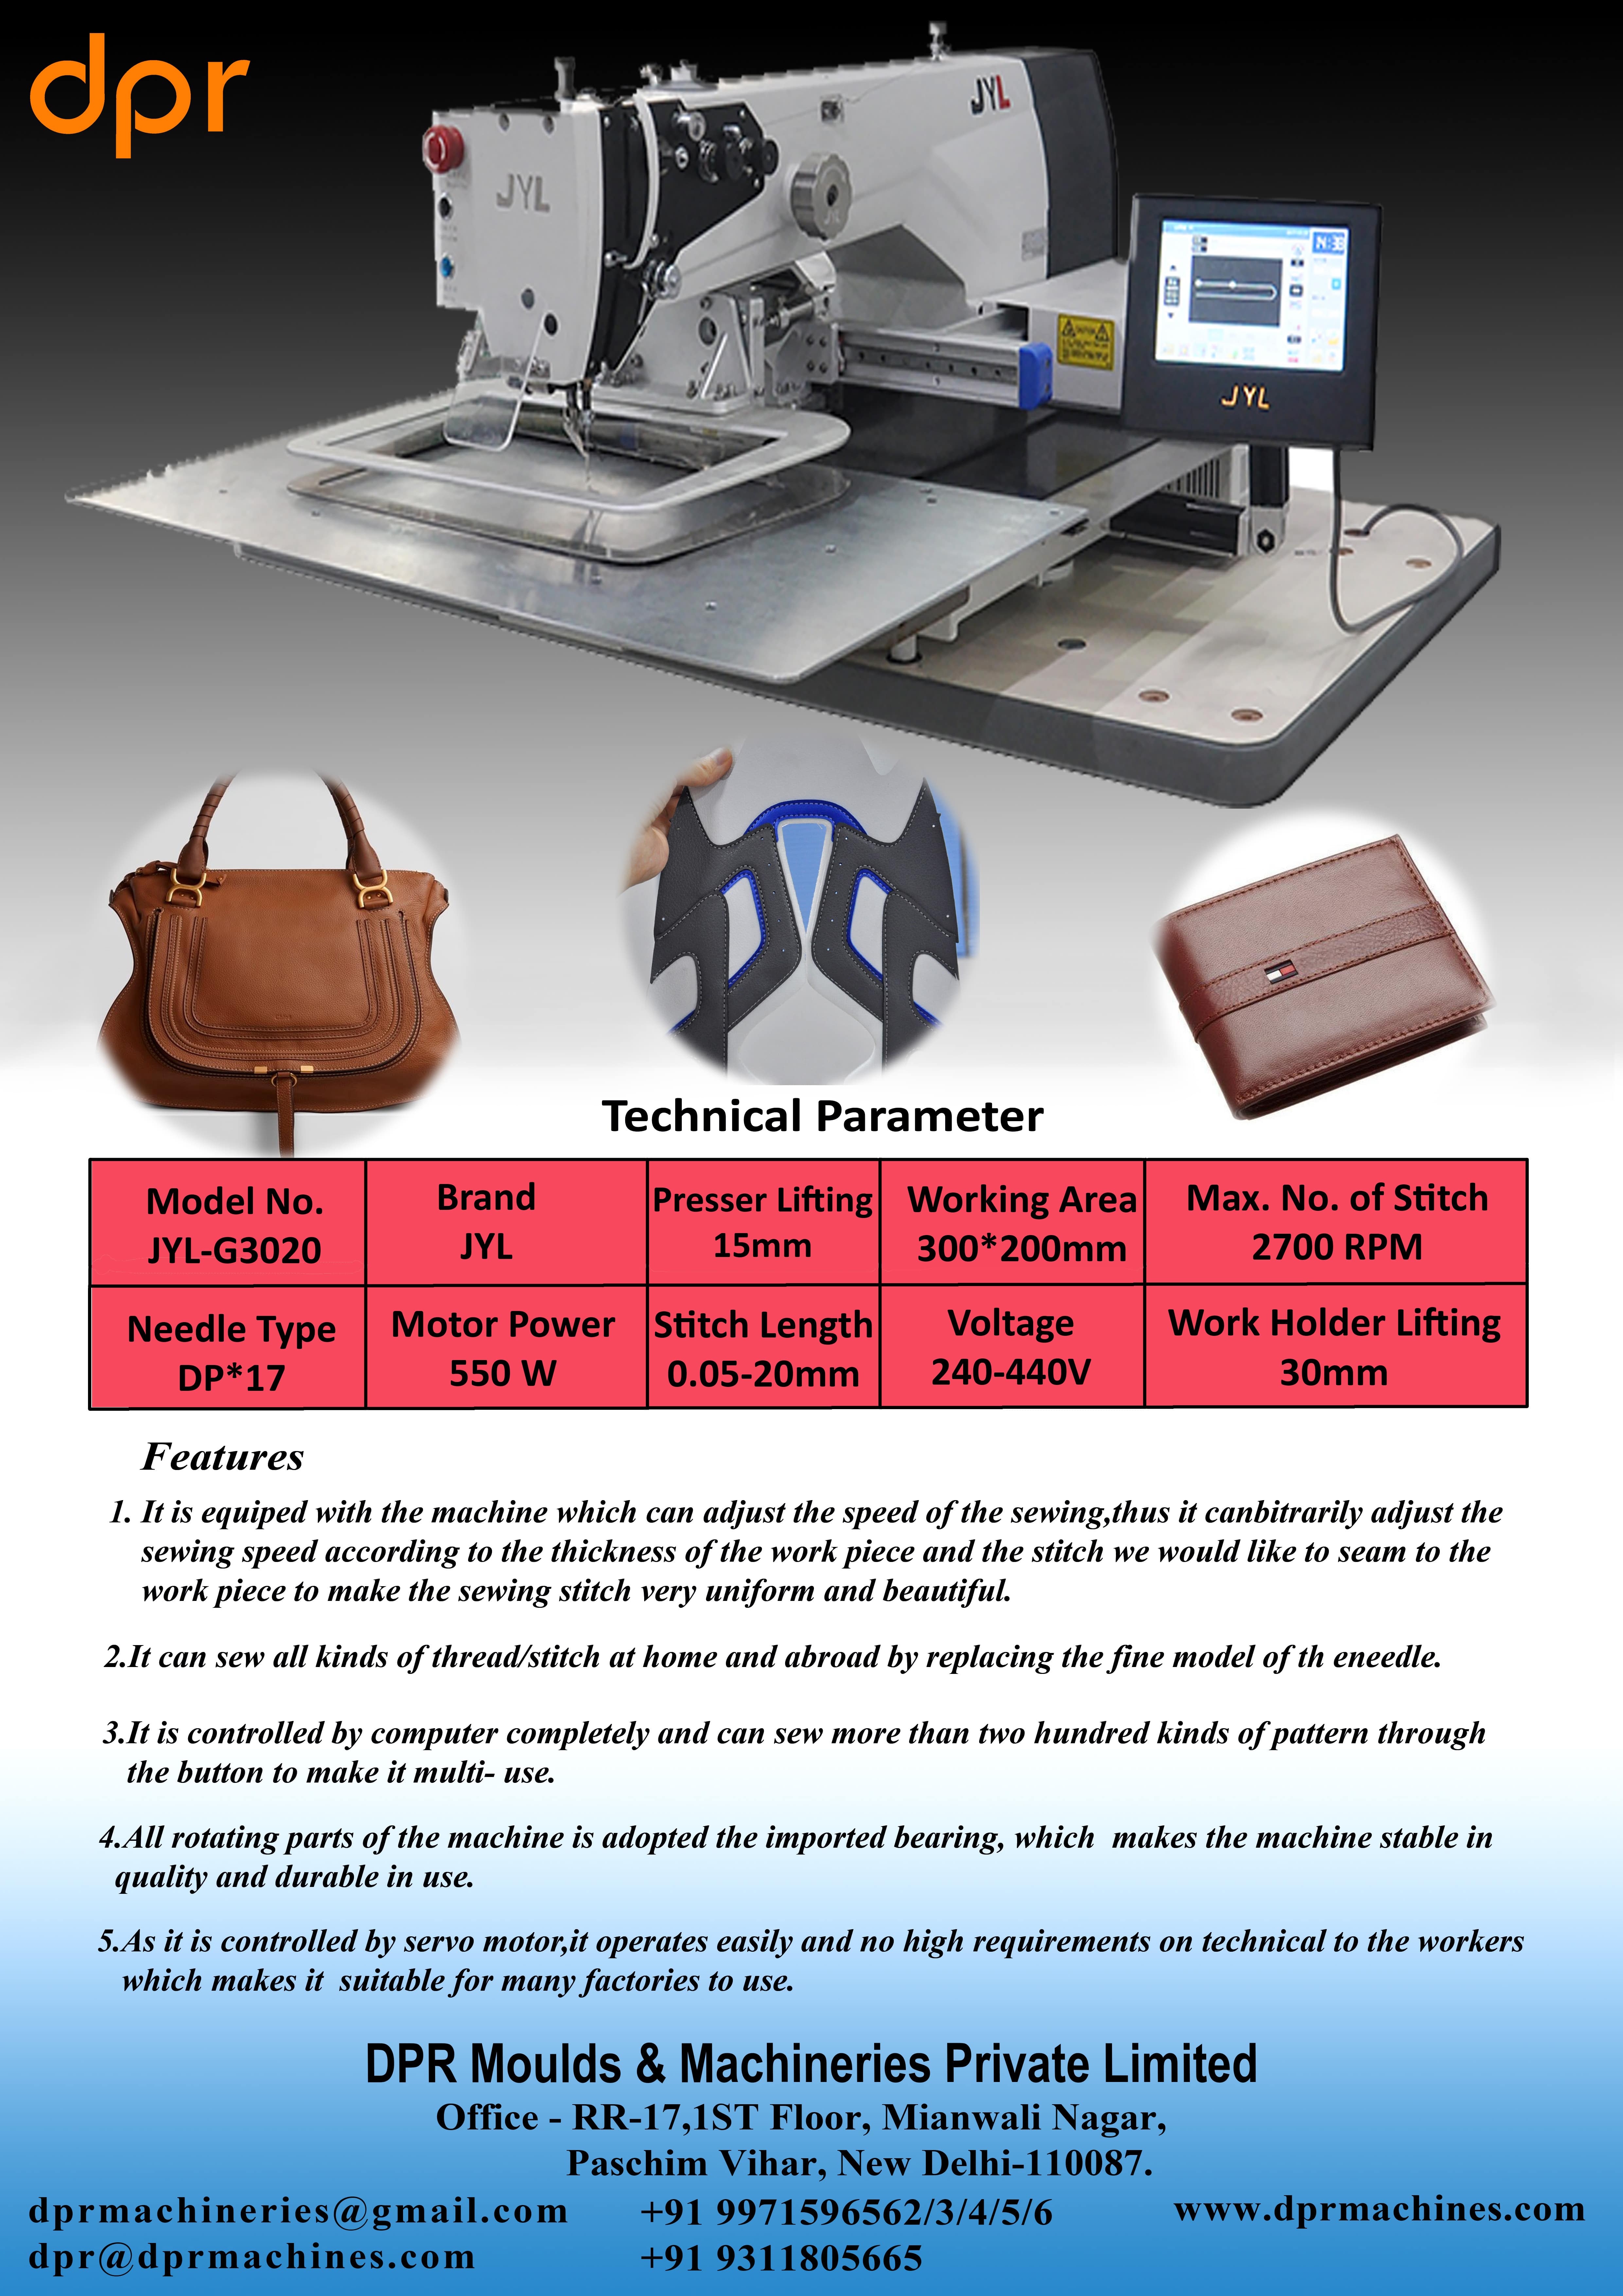 dpr
JYL
JYL
JYL
CAUTION
Technical Parameter
Model No.
JYL-G3020
Brand
JYL
Presser Lifting
15mm
Working Area
300*200mm
Max. No. of Stitch
2700 RPM
Needle Type
DP*17
Motor Power
550 W
Stitch Length
0.05-20mm
Voltage
240-440V
Work Holder Lifting
30mm
Features
1. It is equiped with the machine which can adjust the speed of the sewing,thus it canbitrarily adjust the
sewing speed according to the thickness of the work piece and the stitch we would like to seam to the
work piece to make the sewing stitch very uniform and beautiful.
2.It can sew all kinds of thread/stitch at home and abroad by replacing the fine model of th eneedle.
3.It is controlled by computer completely and can sew more than two hundred kinds of pattern through
the button to make it multi- use.
4.All rotating parts of the machine is adopted the imported bearing, which  makes the machine stable in
quality and durable in use.
5.As it is controlled by servo motor,it operates easily and no high requirements on technical to the workers
which makes it  suitable for many factories to use.
DPR Moulds & Machineries Private Limited
Office - RR-17,1ST Floor, Mianwali Nagar,
Paschim Vihar, New Delhi-110087.
dprmachineries@gmail.com
+91 9971596562/3/4/5/6
www.dprmachines.com
dpr@dprmachines.com
+91 9311805665